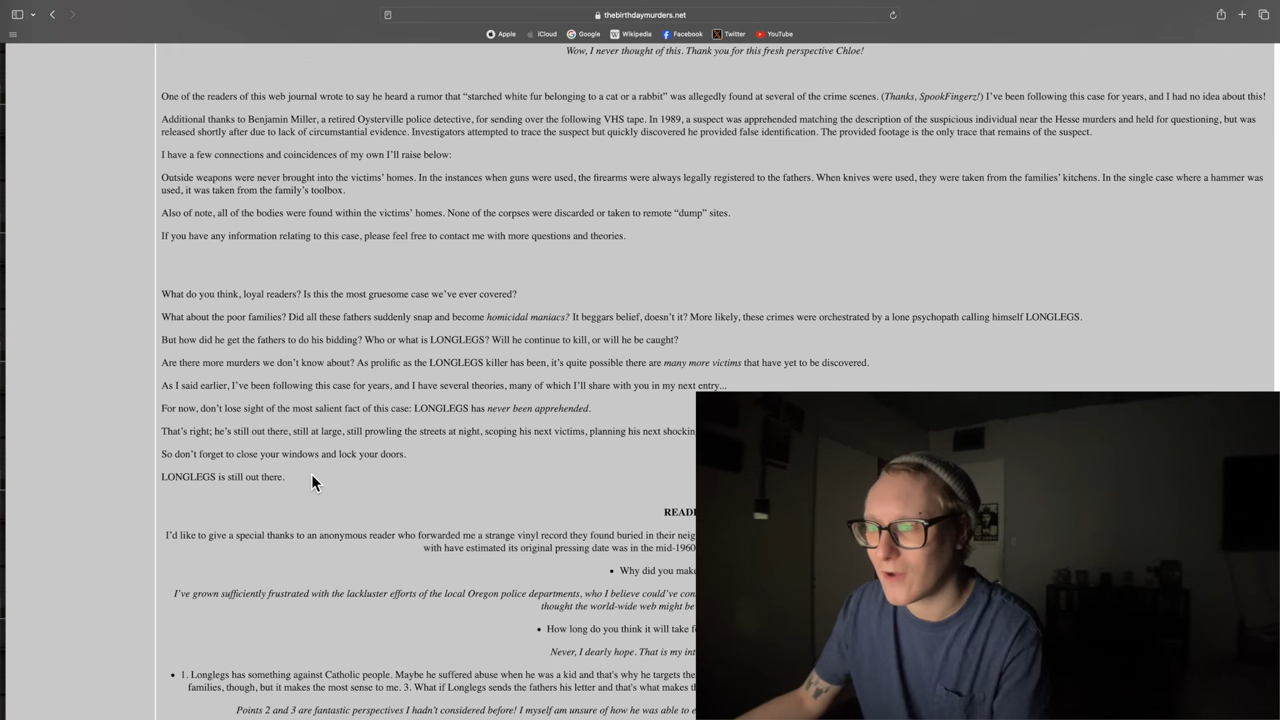 thebirthdaymurders.net
Apple iCloud Google Wikipedia Facebook Twitter YouTube
Wow, I never thought of this. Thank you for this fresh perspective Chloe!
One of the readers of this web journal wrote to say he heard a rumor that “starched white fur belonging to a cat or a rabbit” was allegedly found at several of the crime scenes. (Thanks, SpookFingerz!) I’ve been following this case for years, and I had no idea about this!
Additional thanks to Benjamin Miller, a retired Oysterville police detective, for sending over the following VHS tape. In 1989, a suspect was apprehended matching the description of the suspicious individual near the Hesse murders and held for questioning, but was
released shortly after due to lack of circumstantial evidence. Investigators attempted to trace the suspect but quickly discovered he provided false identification. The provided footage is the only trace that remains of the suspect.
I have a few connections and coincidences of my own I’ll raise below:
Outside weapons were never brought into the victims’ homes. In the instances when guns were used, the firearms were always legally registered to the fathers. When knives were used, they were taken from the families’ kitchens. In the single case where a hammer was
used, it was taken from the family’s toolbox.
Also of note, all of the bodies were found within the victims’ homes. None of the corpses were discarded or taken to remote “dump” sites.
If you have any information relating to this case, please feel free to contact me with more questions and theories.
What do you think, loyal readers? Is this the most gruesome case we’ve ever covered?
What about the poor families? Did all these fathers suddenly snap and become homicidal maniacs? It beggars belief, doesn’t it? More likely, these crimes were orchestrated by a lone psychopath calling himself LONGLEGS.
But how did he get the fathers to do his bidding? Who or what is LONGLEGS? Will he continue to kill, or will he be caught?
Are there more murders we don’t know about? As prolific as the LONGLEGS killer has been, it’s quite possible there are many more victims that have yet to be discovered.
As I said earlier, I’ve been following this case for years, and I have several theories, many of which I’ll share with you in my next entry...
For now, don’t lose sight of the most salient fact of this case: LONGLEGS has never been apprehended.
That’s right; he’s still out there, still at large, still prowling the streets at night, scoping his next victims, planning his next
So don’t forget to close your windows and lock your doors.
LONGLEGS is still out there.
I’d like to give a special thanks to an anonymous reader who forwarded me a strange vinyl record they found buried in their
with have estimated its original pressing date was in the mid-1960
• Why did you
I’ve grown sufficiently frustrated with the lackluster efforts of the local Oregon police departments, who I believe could’ve
thought the world-wide web might be
• How long do you think it will take
Never, I dearly hope. That is my
• 1. Longlegs has something against Catholic people. Maybe he suffered abuse when he was a kid and that's why he targets
families, though, but it makes the most sense to me. 3. What if Longlegs sends the fathers his letter and that's what makes
Points 2 and 3 are fantastic perspectives I hadn’t considered before! I myself am unsure of how he was able to